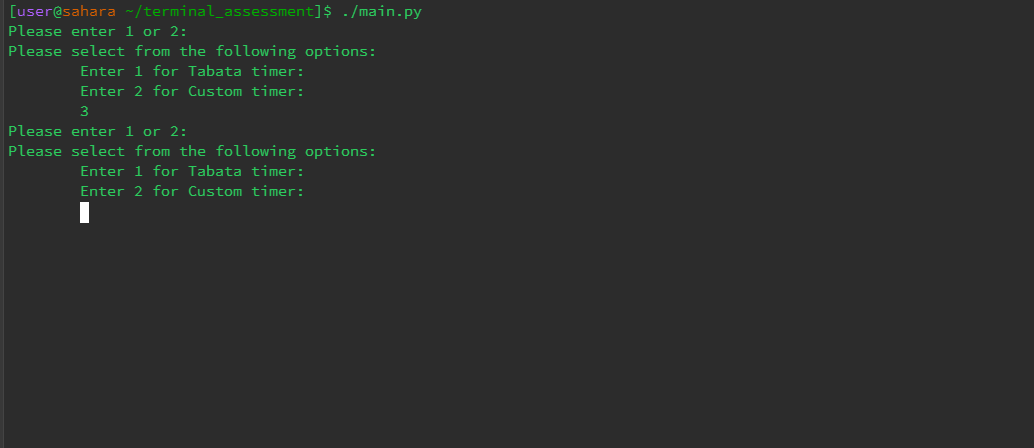 [user@sahara ~/terminal_assessment]$ ./main.py
Please enter 1 or 2:
Please select from the following options:
        Enter 1 for Tabata timer:
        Enter 2 for Custom timer:
        3
Please enter 1 or 2:
Please select from the following options:
        Enter 1 for Tabata timer:
        Enter 2 for Custom timer: